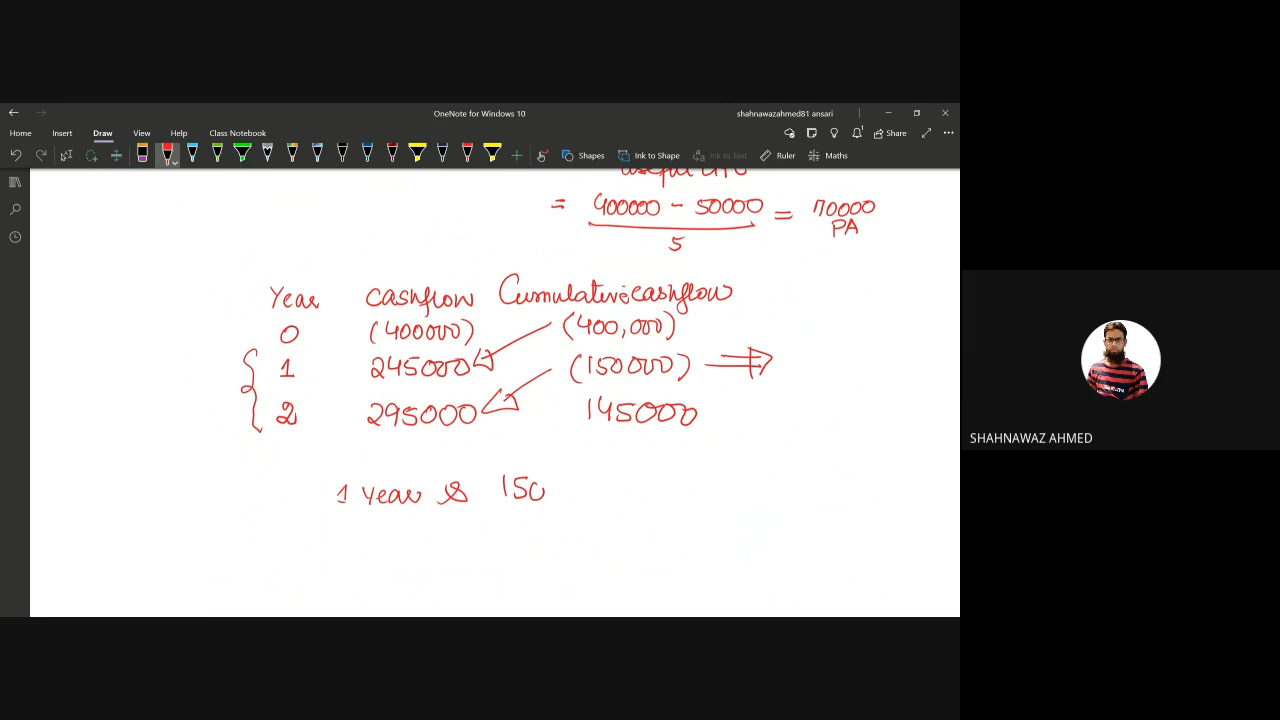 OneNote for Windows 10
shahnawazahmed81 ansari
Home Insert Draw View Help Class Notebook Share
Shapes Ink to Shape Ink to Text Ruler Maths
useful life
= 400000 - 50000 = 70000
5
PA
Year Cashflow Cumulative cashflow
0 (400000) (400,000)
1 245000 (150000)
2 295000 145000
1 Year & 150
SHAHNAWAZ AHMED